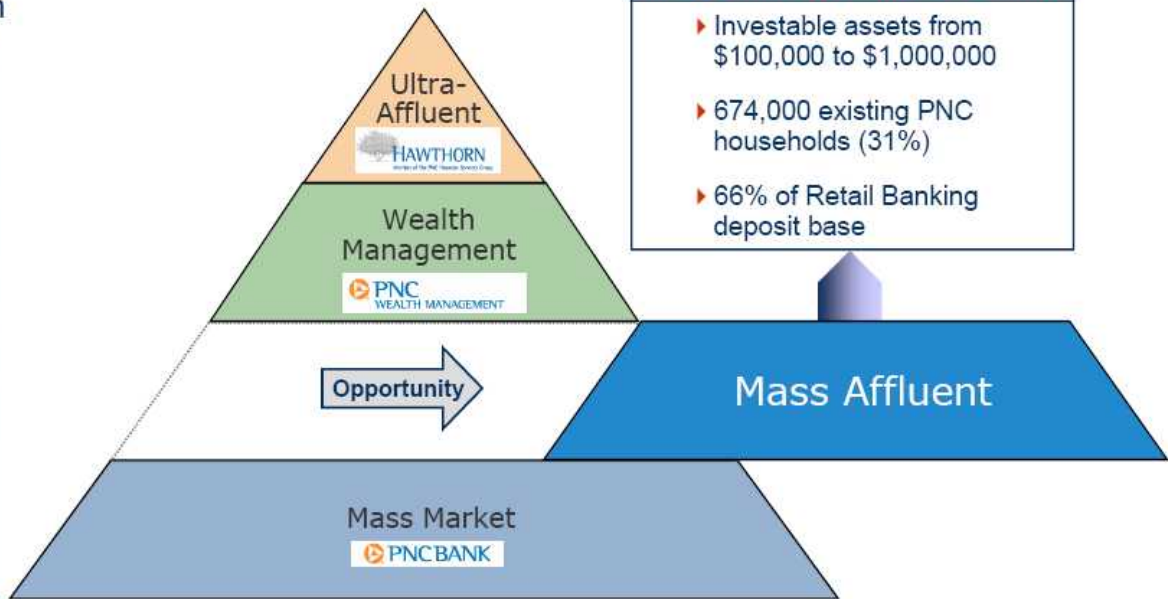 Ultra-
Affluent
HAWTHORN
Wealth
Management
PNC
WEALTH MANAGEMENT
Investable assets from
$100,000 to $1,000,000
674,000 existing PNC
households (31%)
66% of Retail Banking
deposit base
Opportunity
Mass Affluent
Mass Market
PNCBANK